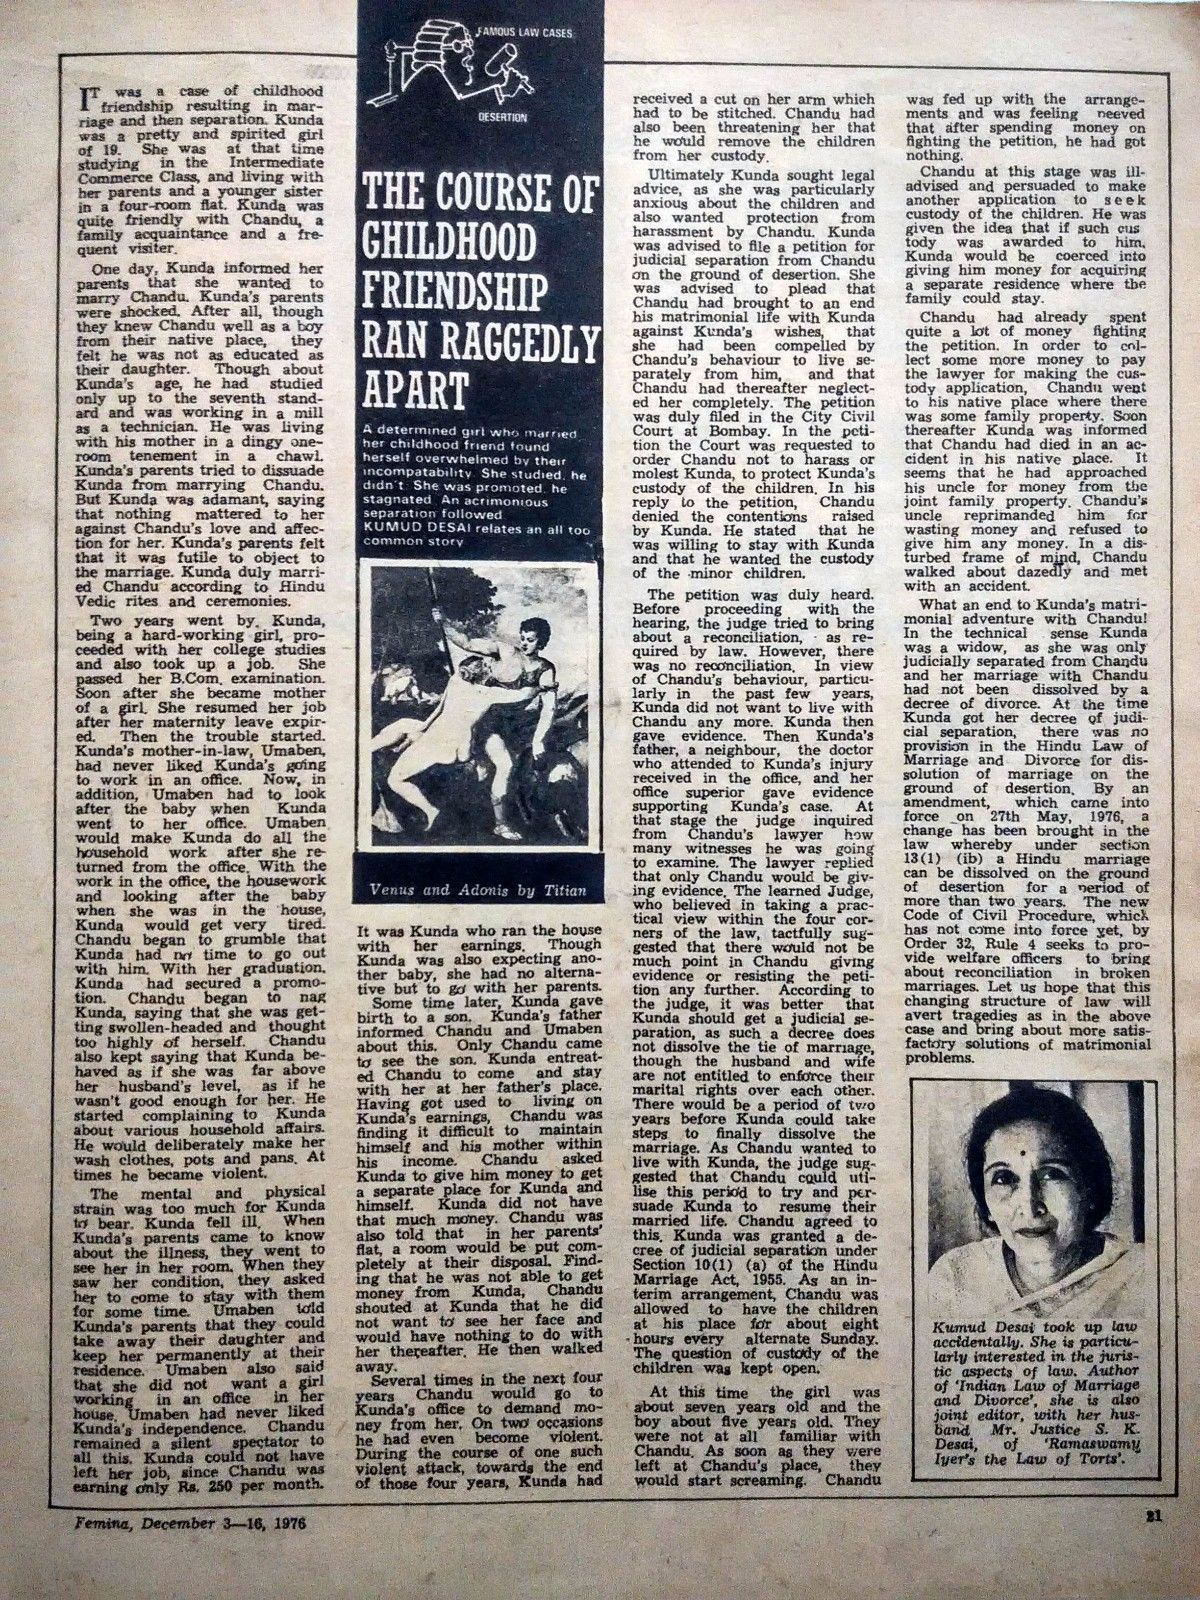 IT was a case of childhood
friendship resulting in mar-
riage and then separation. Kunda
was a pretty and spirited girl
of 19. She was at that time
studying in the Intermediate
Commerce Class, and living with
her parents and a younger sister
in a four-room flat. Kunda was
quite friendly with Chandu, a
family acquaintance and a fre-
quent visiter.
One day, Kunda informed her
parents that she wanted to
marry Chandu. Kunda's parents
were shocked. After all, though
they knew Chandu well as a boy
from their native place, they
felt he was not as educated as
their daughter. Though about
Kunda's age, he had studied
only up to the seventh stand-
ard and was working in a mill
as a technician. He was living
with his mother in a dingy one-
room tenement in a chawl.
Kunda's parents tried to dissuade
Kunda from marrying Chandu.
But Kunda was adamant, saying
that nothing mattered to her
against Chandu's love and affec-
tion for her. Kunda's parents felt
that it was futile to object to
the marriage. Kunda duly marri-
ed Chandu according to Hindu
Vedic rites and ceremonies.
Two years went by. Kunda,
being a hard-working girl, pro-
ceeded with her college studies
and also took up a job. She
passed her B.Com. examination.
Soon after she became mother
of a girl. She resumed her job
after her maternity leave expir-
ed. Then the trouble started.
Kunda's mother-in-law, Umaben,
had never liked Kunda's going
to work in an office. Now, in
addition, Umaben had to look
after the baby when Kunda
went to her office. Umaben
would make Kunda do all the
household work after she re-
turned from the office. With the
work in the office, the housework
and looking after the baby
when she was in the house,
Kunda would get very tired.
Chandu began to grumble that
Kunda had no time to go out
with him. With her graduation,
Kunda had secured a promo-
tion. Chandu began to nag
Kunda, saying that she was get-
ting swollen-headed and thought
too highly of herself. Chandu
also kept saying that Kunda be-
haved as if she was far above
her husband's level, as if he
wasn't good enough for her. He
started complaining to Kunda
about various household affairs.
He would deliberately make her
wash clothes, pots and pans. At
times he became violent.
The mental and physical
strain was too much for Kunda
to bear. Kunda fell ill. When
Kunda's parents came to know
about the illness, they went to
see her in her room. When they
saw her condition, they asked
her to come to stay with them
for some time. Umaben told
Kunda's parents that they could
take away their daughter and
keep her permanently at their
residence. Umaben also said
that she did not want a girl
working in an office in her
house. Umaben had never liked
Kunda's independence. Chandu
remained a silent spectator to
all this. Kunda could not have
left her job, since Chandu was
earning only Rs. 250 per month.
FAMOUS LAW CASES
DESERTION
THE COURSE OF
GHILDHOOD
FRIENDSHIP
RAN RAGGEDLY
APART
A determined girl who married
her childhood friend found
herself overwhelmed by their
incompatability. She studied, he
didn't. She was promoted, he
stagnated. An acrimonious
separation followed
KUMUD DESAI relates an all too
common story
Venus and Adonis by Titian
It was Kunda who ran the house
with her earnings. Though
Kunda was also expecting ano-
ther baby, she had no alterna-
tive but to go with her parents.
Some time later, Kunda gave
birth to a son. Kunda's father
informed Chandu and Umaben
about this. Only Chandu came
to see the son. Kunda entreat-
ed Chandu to come and stay
with her at her father's place.
Having got used to living on
Kunda's earnings, Chandu was
finding it difficult to maintain
himself and his mother within
his income. Chandu asked
Kunda to give him money to get
a separate place for Kunda and
himself. Kunda did not have
that much money. Chandu was
also told that in her parents'
flat, a room would be put com-
pletely at their disposal. Find-
ing that he was not able to get
money from Kunda, Chandu
shouted at Kunda that he did
not want to see her face and
would have nothing to do with
her thereafter. He then walked
away.
Several times in the next four
years Chandu would go to
Kunda's office to demand mo-
ney from her. On two occasions
he had even become violent.
During the course of one such
violent attack, towards the end
of those four years, Kunda had
received a cut on her arm which
had to be stitched. Chandu had
also been threatening her that
he would remove the children
from her custody.
Ultimately Kunda sought legal
advice, as she was particularly
anxious about the children and
also wanted protection from
harassment by Chandu. Kunda
was advised to file a petition for
judicial separation from Chandu
on the ground of desertion. She
was advised to plead that
Chandu had brought to an end
his matrimonial life with Kunda
against Kunda's wishes, that
she had been compelled by
Chandu's behaviour to live se-
parately from him, and that
Chandu had thereafter neglect-
ed her completely. The petition
was duly filed in the City Civil
Court at Bombay. In the peti-
tion the Court was requested to
order Chandu not to harass or
molest Kunda, to protect Kunda's
custody of the children. In his
reply to the petition, Chandu
denied the contentions raised
by Kunda. He stated that he
was willing to stay with Kunda
and that he wanted the custody
of the minor children.
The petition was duly heard.
Before proceeding with the
hearing, the judge tried to bring
about a reconciliation, as re-
quired by law. However, there
was no reconciliation. In view
of Chandu's behaviour, particu-
larly in the past few years,
Kunda did not want to live with
Chandu any more. Kunda then
gave evidence. Then Kunda's
father, a neighbour, the doctor
who attended to Kunda's injury
received in the office, and her
office superior gave evidence
supporting Kunda's case. At
that stage the judge inquired
from Chandu's lawyer how
many witnesses he was going
to examine. The lawyer replied
that only Chandu would be giv-
ing evidence. The learned Judge,
who believed in taking a prac-
tical view within the four cor-
ners of the law, tactfully sug-
gested that there would not be
much point in Chandu giving
evidence or resisting the peti-
tion any further. According to
the judge, it was better that
Kunda should get a judicial se-
paration, as such a decree does
not dissolve the tie of marriage,
though the husband and wife
are not entitled to enforce their
marital rights over each other.
There would be a period of two
years before Kunda could take
steps to finally dissolve the
marriage. As Chandu wanted to
live with Kunda, the judge sug-
gested that Chandu could uti-
lise this period to try and per-
suade Kunda to resume their
married life. Chandu agreed to
this. Kunda was granted a de-
cree of judicial separation under
Section 10(1) (a) of the Hindu
Marriage Act, 1955. As an in-
terim arrangement, Chandu was
allowed to have the children
at his place for about eight
hours every alternate Sunday.
The question of custody of the
children was kept open.
At this time the girl was
about seven years old and the
boy about five years old. They
were not at all familiar with
Chandu. As soon as they were
left at Chandu's place, they
would start screaming. Chandu
was fed up with the arrange-
ments and was feeling peeved
that after spending money on
fighting the petition, he had got
nothing.
Chandu at this stage was ill-
advised and persuaded to make
another application to seek
custody of the children. He was
given the idea that if such cus
tody was awarded to him,
Kunda would be coerced into
giving him money for acquiring
a separate residence where the
family could stay.
Chandu had already spent
quite a lot of money fighting
the petition. In order to col-
lect some more money to pay
the lawyer for making the cus-
tody application, Chandu went
to his native place where there
was some family property. Soon
thereafter Kunda was informed
that Chandu had died in an ac-
cident in his native place. It
seems that he had approached
his uncle for money from the
joint family property. Chandu's
uncle reprimanded him for
wasting money and refused to
give him any money. In a dis-
turbed frame of mind, Chandu
walked about dazedly and met
with an accident.
What an end to Kunda's matri-
monial adventure with Chandu!
In the technical sense Kunda
was a widow, as she was only
judicially separated from Chandu
and her marriage with Chandu
had not been dissolved by a
decree of divorce. At the time
Kunda got her decree of judi-
cial separation, there was no
provision in the Hindu Law of
Marriage and Divorce for dis-
solution of marriage on the
ground of desertion. By an
amendment, which came into
force on 27th May, 1976, a
change has been brought in the
law whereby under section
13(1) (ib) a Hindu marriage
can be dissolved on the ground
of desertion for a period of
more than two years. The new
Code of Civil Procedure, which
has not come into force yet, by
Order 32, Rule 4 seeks to pro-
vide welfare officers to bring
about reconciliation in broken
marriages. Let us hope that this
changing structure of law will
avert tragedies as in the above
case and bring about more satis-
factory solutions of matrimonial
problems.
Kumud Desai took up law
accidentally. She is particu-
larly interested in the juris-
tic aspects of law. Author
of 'Indian Law of Marriage
and Divorce', she is also
joint editor, with her hus-
band Mr. Justice S. K.
Desai, of 'Ramaswamy
Iyer's the Law of Torts'.
Femina, December 3—16, 1976
21